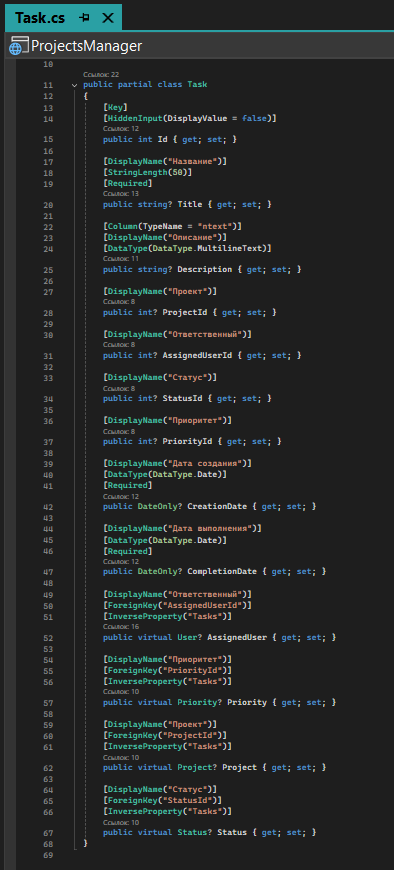 Task.cs
ProjectsManager
10
Ссылок: 22
11 public partial class Task
12 {
13 [Key]
14 [HiddenInput(DisplayValue = false)]
Ссылок: 12
15 public int Id { get; set; }
16
17 [DisplayName("Название")]
18 [StringLength(50)]
19 [Required]
Ссылок: 13
20 public string? Title { get; set; }
21
22 [Column(TypeName = "ntext")]
23 [DisplayName("Описание")]
24 [DataType(DataType.MultilineText)]
Ссылок: 11
25 public string? Description { get; set; }
26
27 [DisplayName("Проект")]
Ссылок: 8
28 public int? ProjectId { get; set; }
29
30 [DisplayName("Ответственный")]
Ссылок: 8
31 public int? AssignedUserId { get; set; }
32
33 [DisplayName("Статус")]
Ссылок: 8
34 public int? StatusId { get; set; }
35
36 [DisplayName("Приоритет")]
Ссылок: 8
37 public int? PriorityId { get; set; }
38
39 [DisplayName("Дата создания")]
40 [DataType(DataType.Date)]
41 [Required]
Ссылок: 12
42 public DateOnly? CreationDate { get; set; }
43
44 [DisplayName("Дата выполнения")]
45 [DataType(DataType.Date)]
46 [Required]
Ссылок: 12
47 public DateOnly? CompletionDate { get; set; }
48
49 [DisplayName("Ответственный")]
50 [ForeignKey("AssignedUserId")]
51 [InverseProperty("Tasks")]
Ссылок: 16
52 public virtual User? AssignedUser { get; set; }
53
54 [DisplayName("Приоритет")]
55 [ForeignKey("PriorityId")]
56 [InverseProperty("Tasks")]
Ссылок: 10
57 public virtual Priority? Priority { get; set; }
58
59 [DisplayName("Проект")]
60 [ForeignKey("ProjectId")]
61 [InverseProperty("Tasks")]
Ссылок: 10
62 public virtual Project? Project { get; set; }
63
64 [DisplayName("Статус")]
65 [ForeignKey("StatusId")]
66 [InverseProperty("Tasks")]
Ссылок: 10
67 public virtual Status? Status { get; set; }
68 }
69